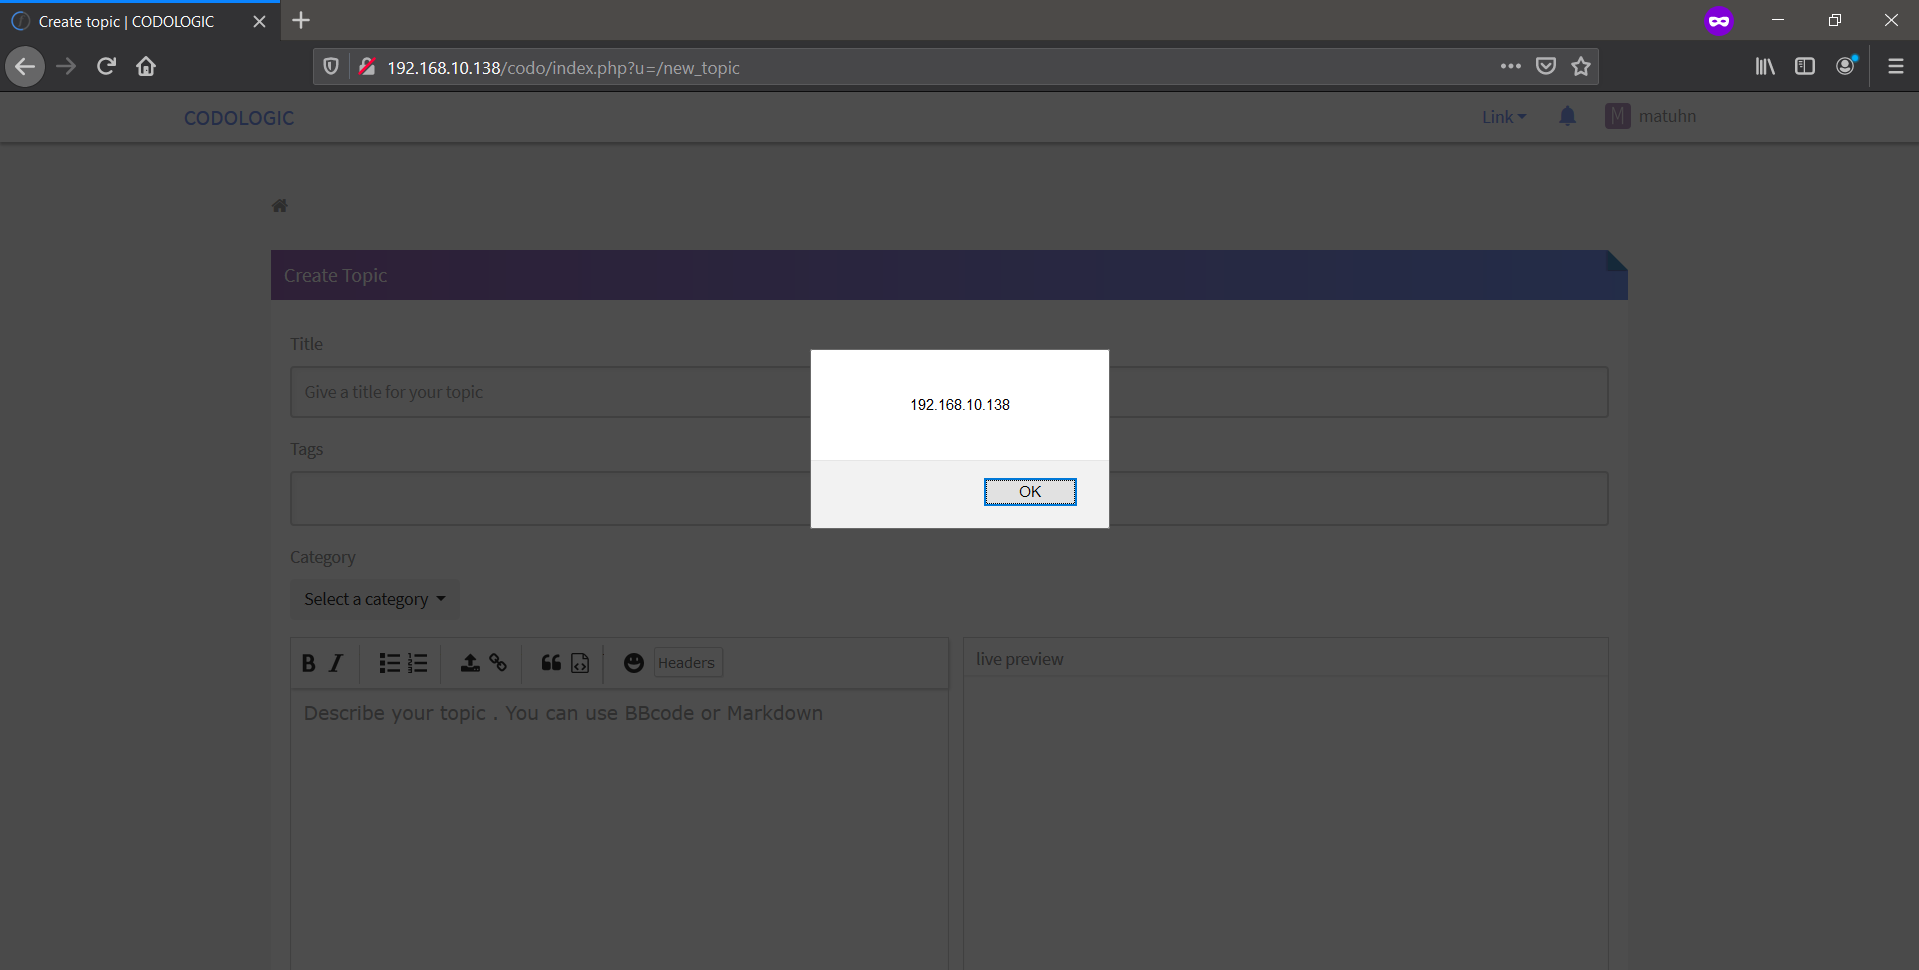 Create topic | CODOLOGIC
192.168.10.138/codo/index.php?u=/new_topic
CODOLOGIC
Link
M matuhn
Create Topic
Title
Give a title for your topic
192.168.10.138
OK
Tags
Category
Select a category
B I
Headers
live preview
Describe your topic . You can use BBcode or Markdown